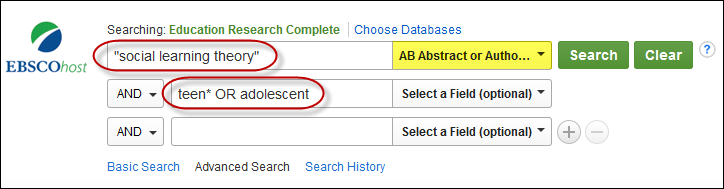 Searching: Education Research Complete | Choose Databases
EBSCOhost
"social learning theory" AB Abstract or Autho... Search Clear ?
AND teen* OR adolescent Select a Field (optional)
AND Select a Field (optional)
Basic Search Advanced Search Search History